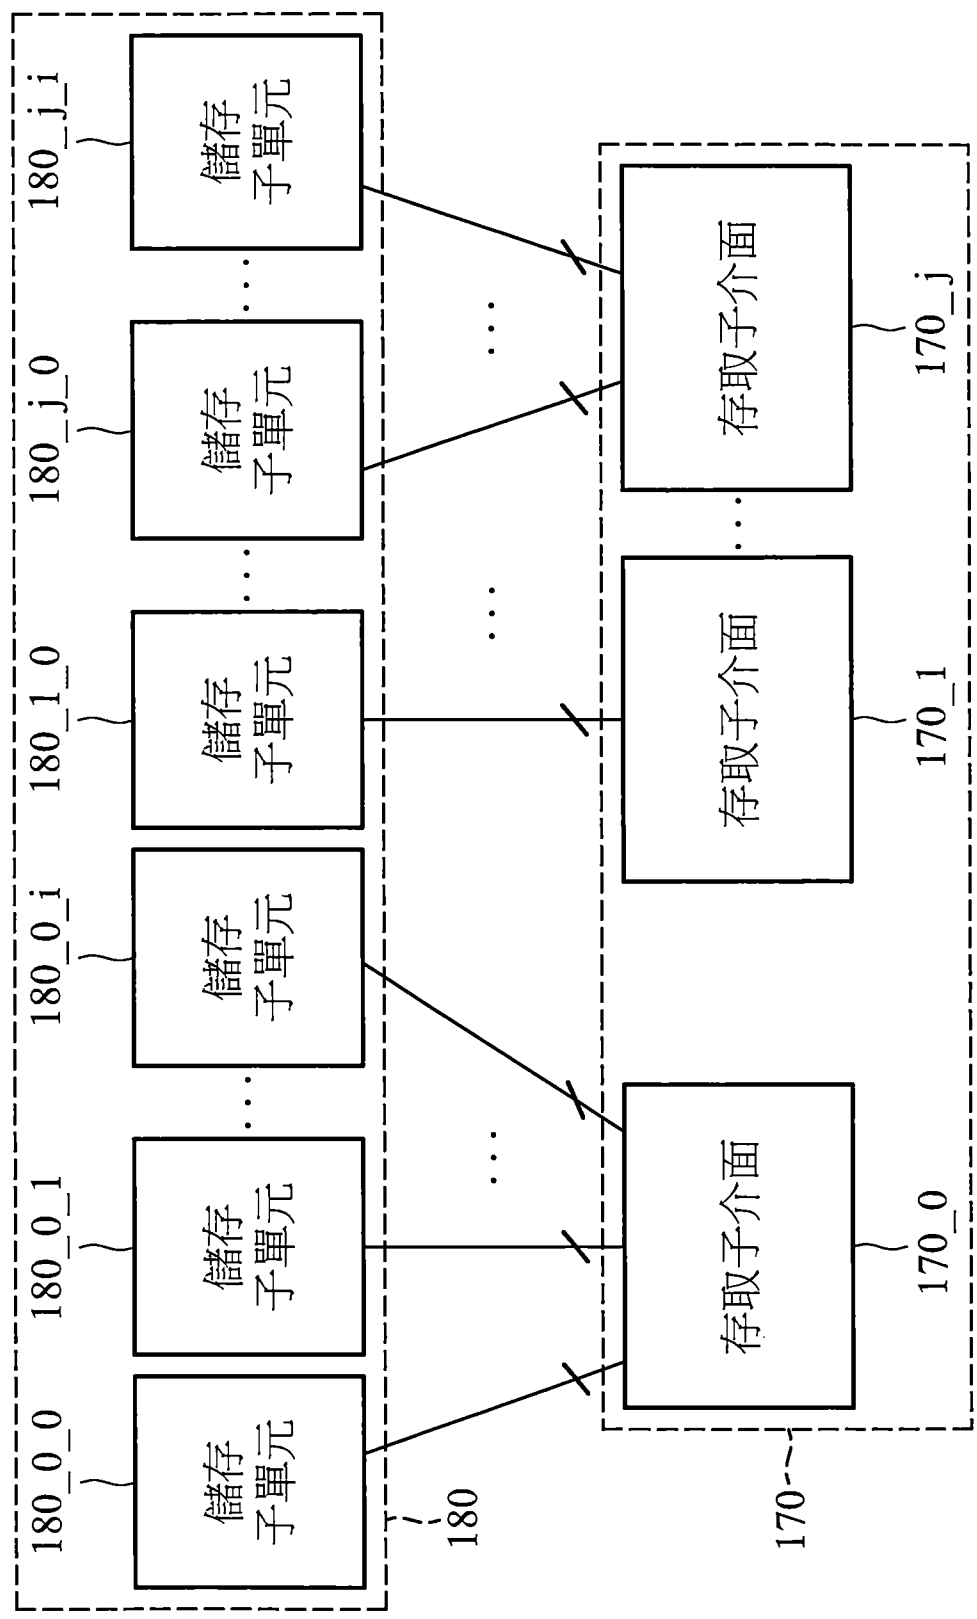 180_0_0
180_0_1
180_0_i
180_1_0
180_j_0
180_j_i
儲存
子單元
儲存
子單元
...
儲存
子單元
儲存
子單元
...
儲存
子單元
...
儲存
子單元
180
...
...
...
170
存取子介面
存取子介面
...
存取子介面
170_0
170_1
170_j